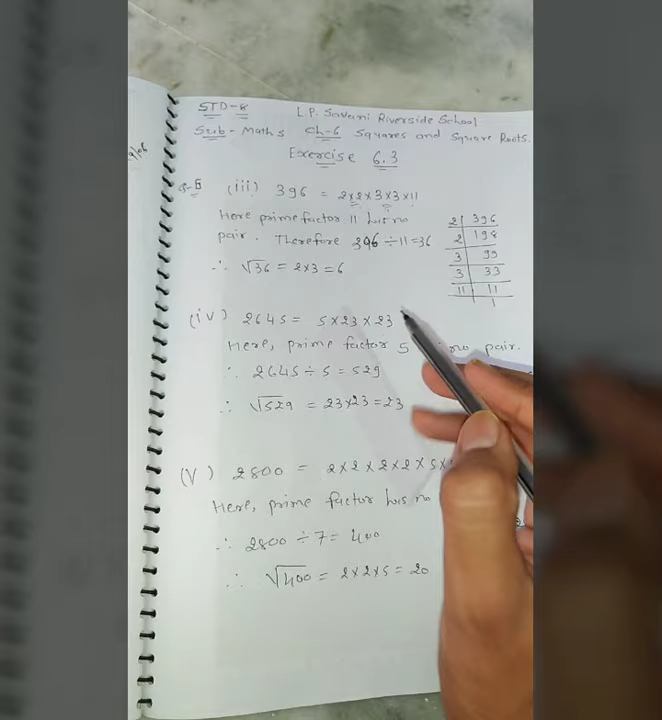 STD-8 L.P. Savani Riverside School
Sub- Maths Ch-6 Squares and Square Roots.
Exercise 6.3
Q-5 (iii) 396 = 2×2×3×3×11
Here prime factor 11 has no
pair. Therefore 396 ÷ 11 = 36
∴ √36 = 2×3 = 6
2 | 396
2 | 198
3 | 99
3 | 33
11 | 11
1
(iv) 2645 = 5×23×23
Here, prime factor 5 no pair.
∴ 2645 ÷ 5 = 529
∴ √529 = 23×23 = 23
(V) 2800 = 2×2×2×2×5×
Here, prime factor has no
∴ 2800 ÷ 7 = 400
∴ √400 = 2×2×5 = 20